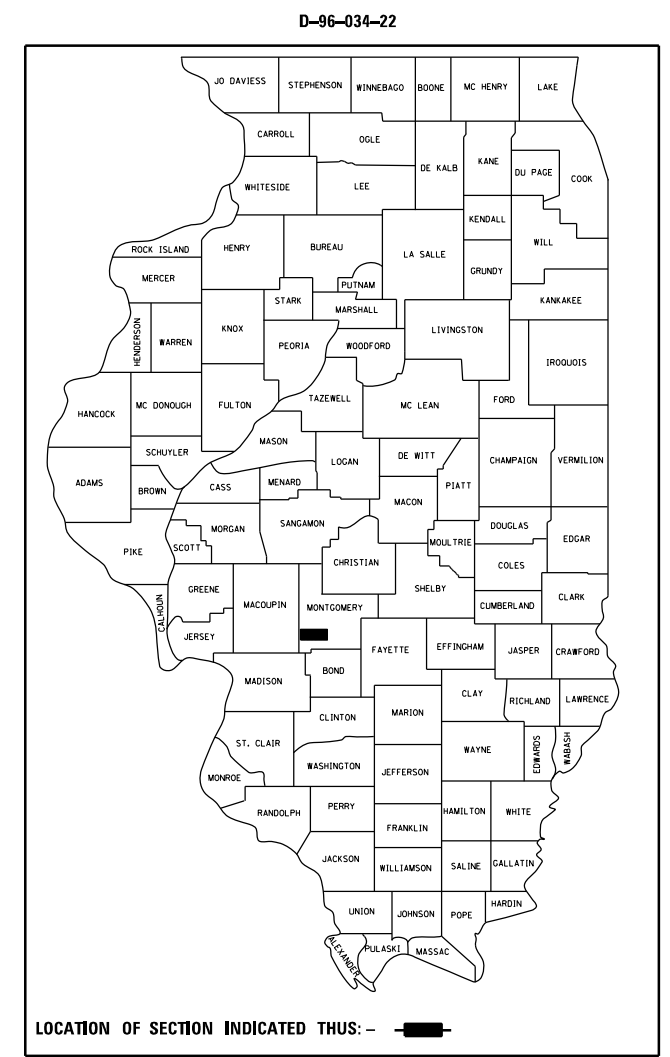 D-96-034-22
JO DAVIESS
STEPHENSON
WINNEBAGO
BOONE
MC HENRY
LAKE
CARROLL
OGLE
DE KALB
KANE
DU PAGE
COOK
WHITESIDE
LEE
KENDALL
ROCK ISLAND
HENRY
BUREAU
LA SALLE
WILL
MERCER
PUTNAM
GRUNDY
STARK
MARSHALL
KANKAKEE
HENDERSON
WARREN
KNOX
PEORIA
WOODFORD
LIVINGSTON
IROQUOIS
HANCOCK
MC DONOUGH
FULTON
TAZEWELL
MC LEAN
FORD
MASON
SCHUYLER
LOGAN
DE WITT
CHAMPAIGN
VERMILION
ADAMS
BROWN
CASS
MENARD
PIATT
MACON
MORGAN
SANGAMON
DOUGLAS
EDGAR
PIKE
SCOTT
CHRISTIAN
MOULTRIE
COLES
GREENE
SHELBY
CALHOUN
MACOUPIN
MONTGOMERY
CUMBERLAND
CLARK
JERSEY
FAYETTE
EFFINGHAM
JASPER
CRAWFORD
BOND
MADISON
CLAY
RICHLAND
LAWRENCE
CLINTON
MARION
ST. CLAIR
WAYNE
EDWARDS
WABASH
WASHINGTON
JEFFERSON
MONROE
RANDOLPH
PERRY
HAMILTON
WHITE
FRANKLIN
JACKSON
WILLIAMSON
SALINE
GALLATIN
UNION
JOHNSON
POPE
HARDIN
ALEXANDER
PULASKI
MASSAC
LOCATION OF SECTION INDICATED THUS: -